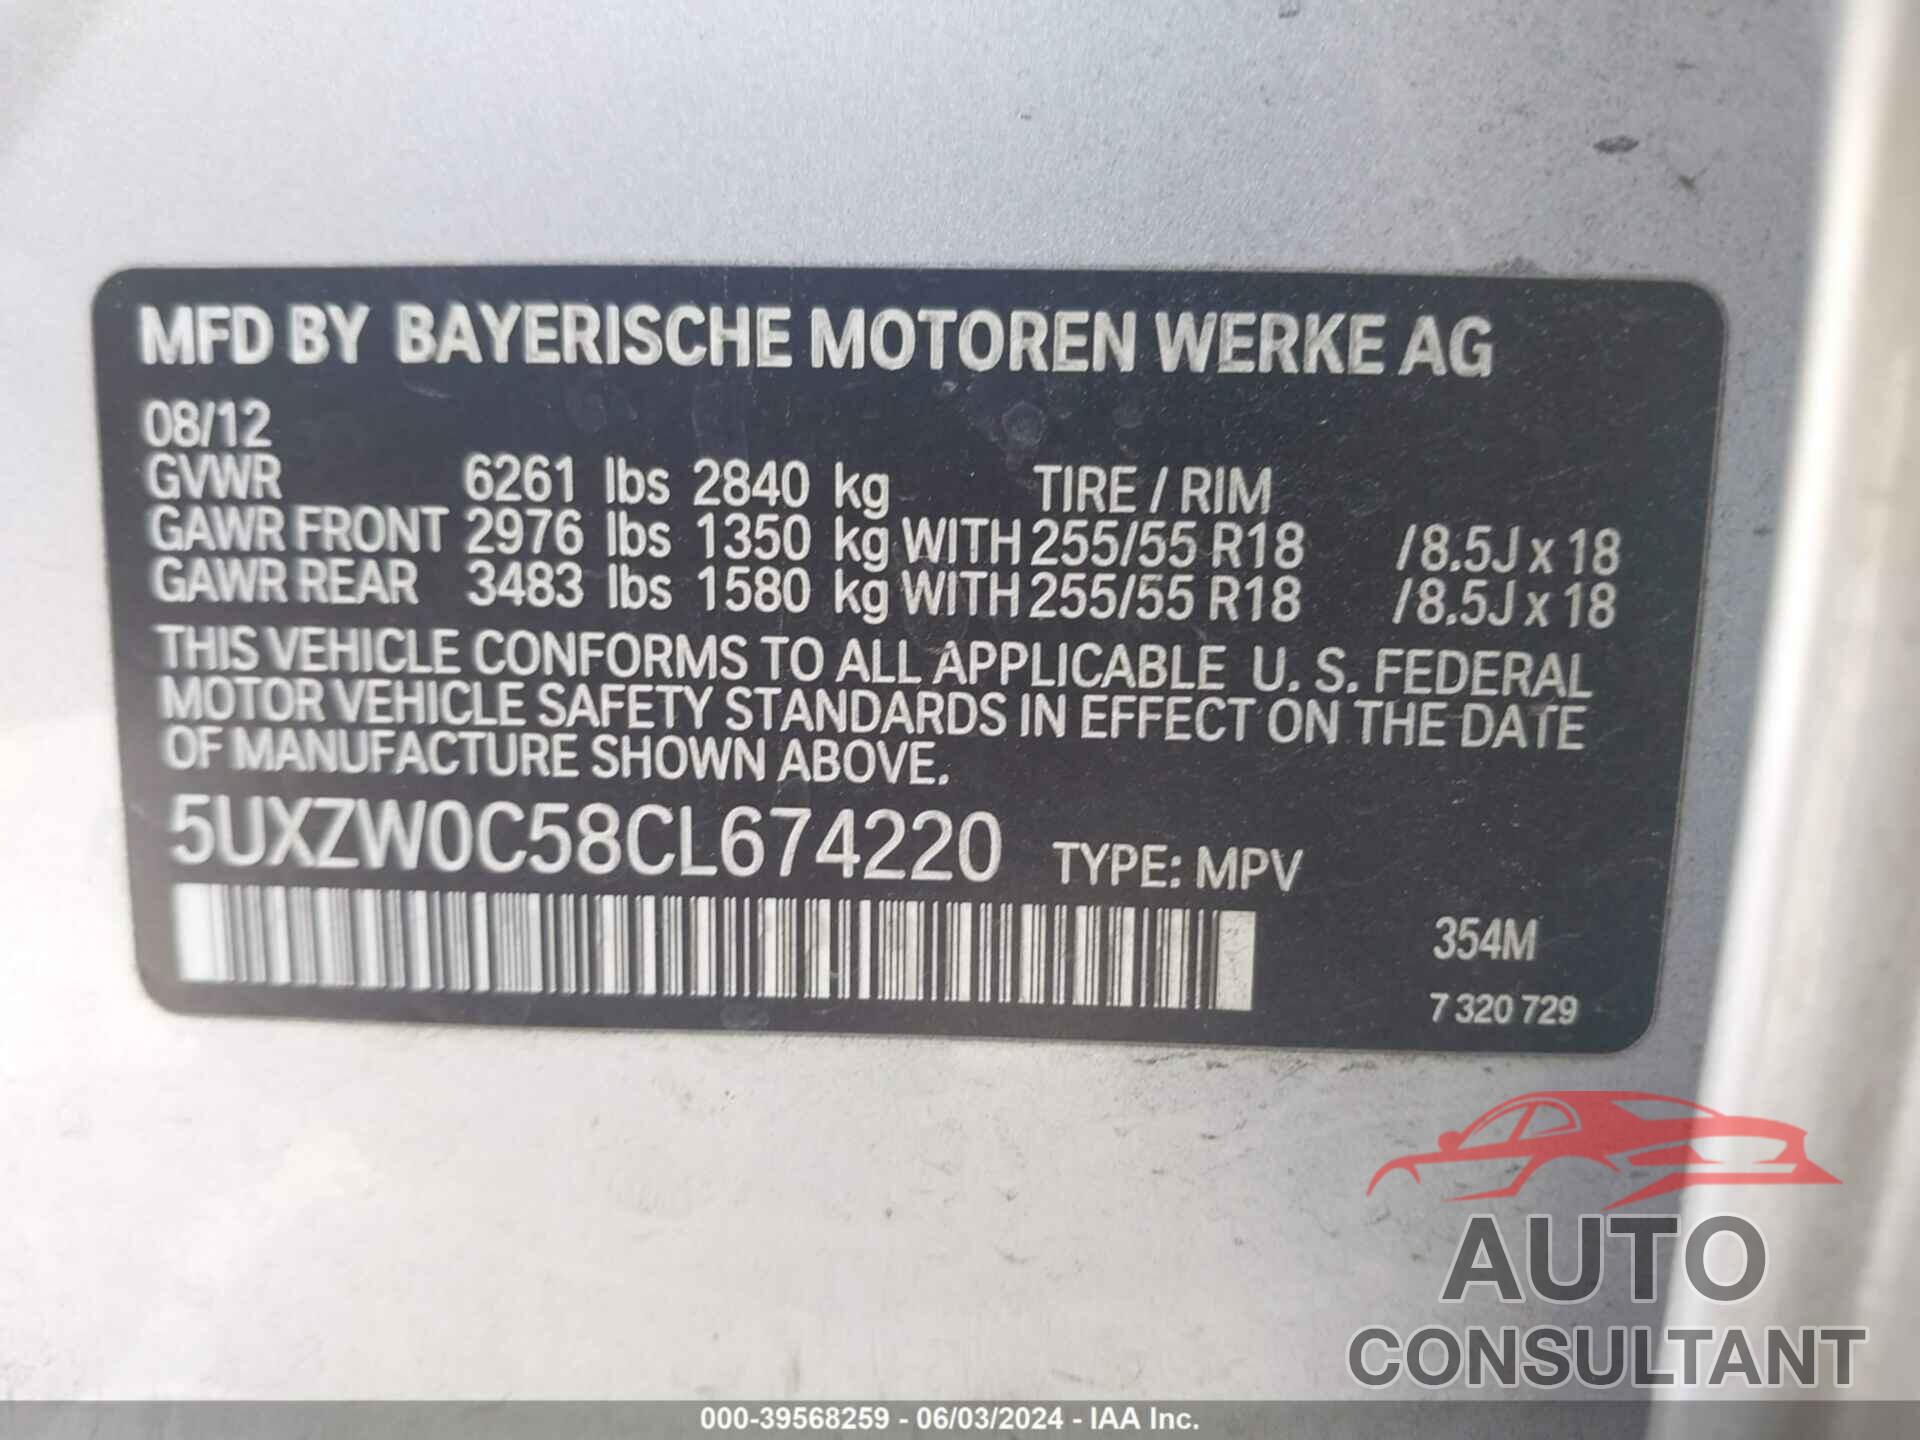 MFD BY BAYERISCHE MOTOREN WERKE AG
08/12
GVWR 6261 lbs 2840 kg TIRE / RIM
GAWR FRONT 2976 lbs 1350 kg WITH 255/55 R18 /8.5J x 18
GAWR REAR 3483 lbs 1580 kg WITH 255/55 R18 /8.5J x 18
THIS VEHICLE CONFORMS TO ALL APPLICABLE U. S. FEDERAL
MOTOR VEHICLE SAFETY STANDARDS IN EFFECT ON THE DATE
OF MANUFACTURE SHOWN ABOVE.
5UXZW0C58CL674220 TYPE: MPV
354M
7 320 729
AUTO
CONSULTANT
000-39568259 - 06/03/2024 - IAA Inc.